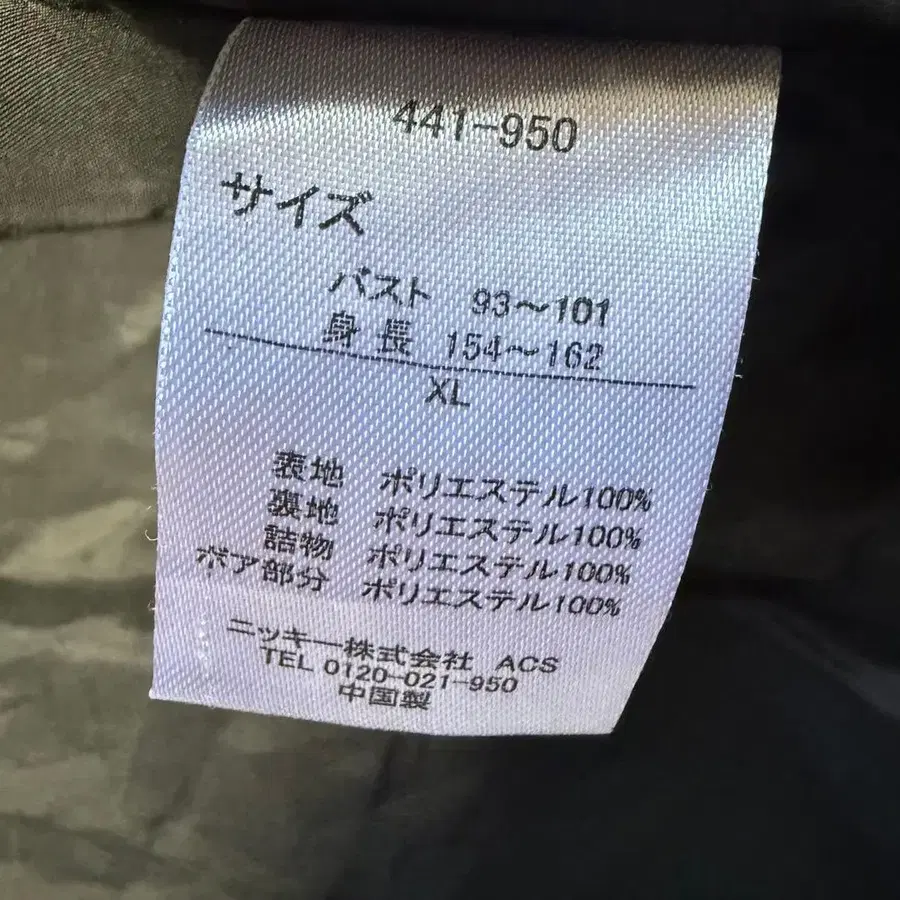 441-950
サイズ
バスト 93～101
身長 154～162
XL
表地 ポリエステル100%
裏地 ポリエステル100%
詰物 ポリエステル100%
ボア部分 ポリエステル100%
ニッキー株式会社 ACS
TEL 0120-021-950
中国製